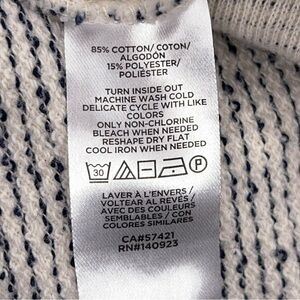 85% COTTON/ COTON/
ALGODÓN
15% POLYESTER/
POLIÉSTER
TURN INSIDE OUT
MACHINE WASH COLD
DELICATE CYCLE WITH LIKE
COLORS
ONLY NON-CHLORINE
BLEACH WHEN NEEDED
RESHAPE DRY FLAT
COOL IRON WHEN NEEDED
30 P
LAVER À L'ENVERS /
VOLTEAR AL REVÉS /
AVEC DES COULEURS
SEMBLABLES / CON
COLORES SIMILARES
CA#57421
RN#140923